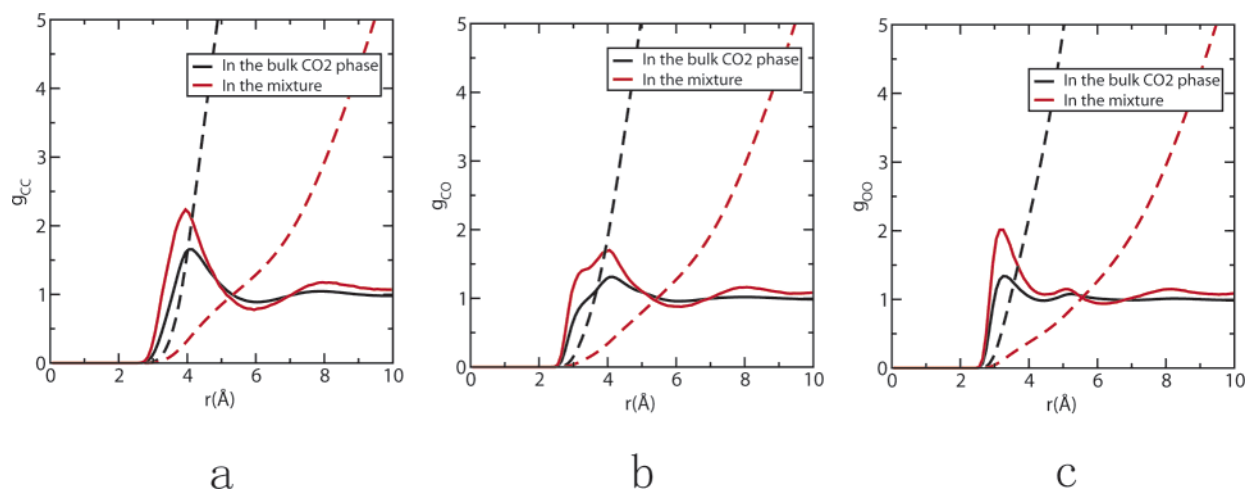 5
4
3
2
1
0
g_CC
In the bulk CO2 phase
In the mixture
0 2 4 6 8 10
r(Å)
a
5
4
3
2
1
0
g_CO
In the bulk CO2 phase
In the mixture
0 2 4 6 8 10
r(Å)
b
5
4
3
2
1
0
g_OO
In the bulk CO2 phase
In the mixture
0 2 4 6 8 10
r(Å)
c